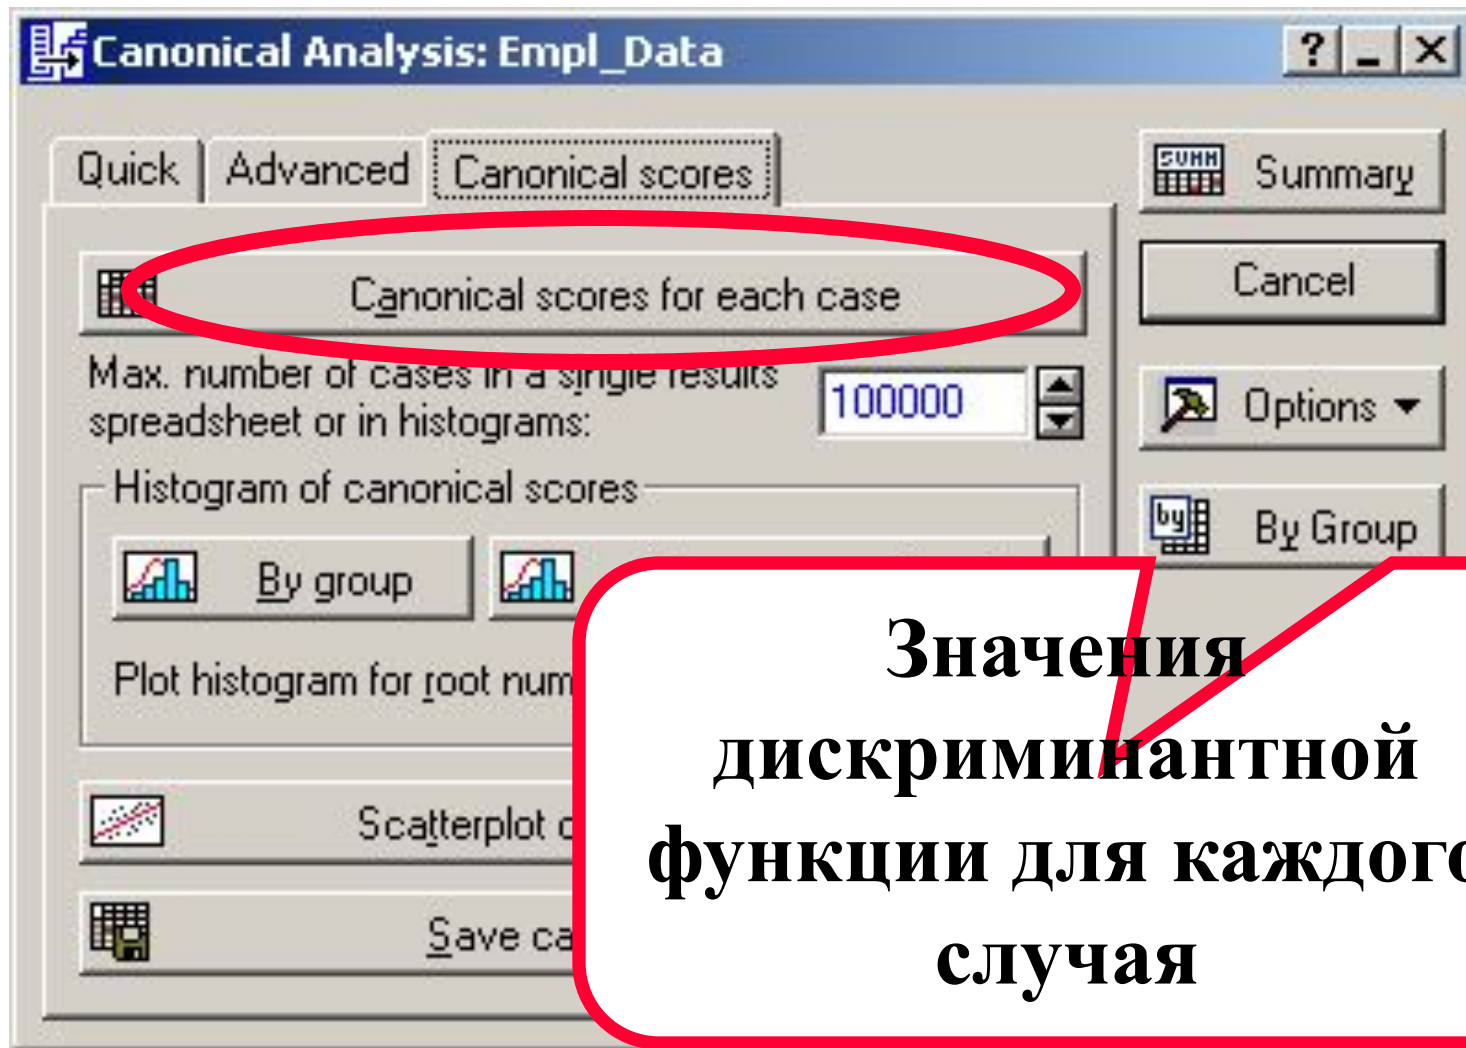 Canonical Analysis: Empl_Data
Quick
Advanced
Canonical scores
Summary
Canonical scores for each case
Cancel
Max. number of cases in a single results
spreadsheet or in histograms:
100000
Options
Histogram of canonical scores
By Group
By group
Plot histogram for root num
Scatterplot
Save ca
Значения
дискриминантной
функции для каждого
случая